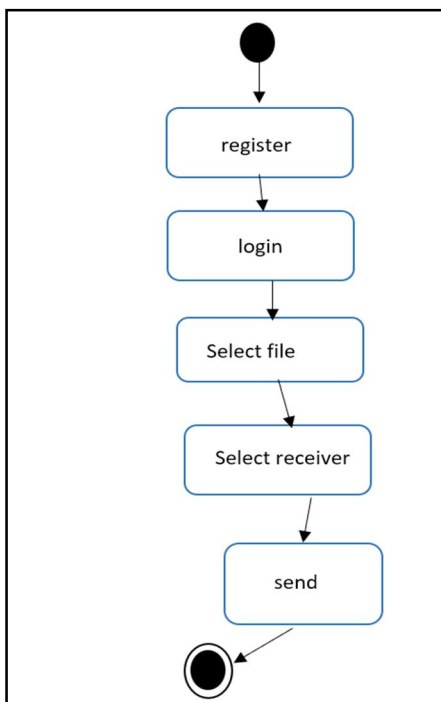 register
login
Select file
Select receiver
send